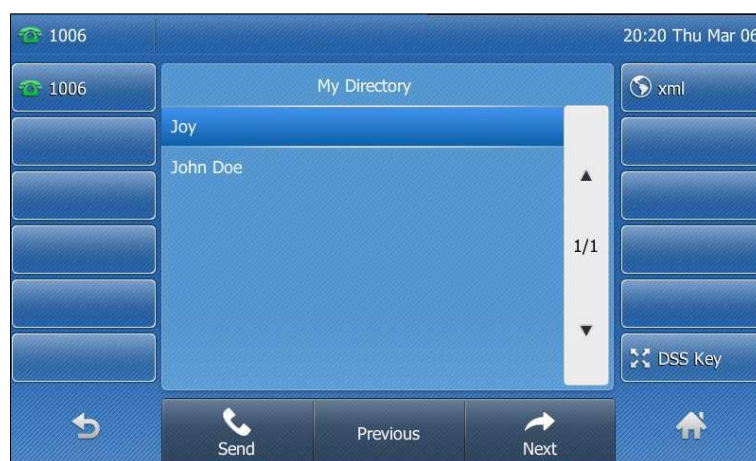 1006
20:20 Thu Mar 06
1006
My Directory
xml
Joy
John Doe
1/1
DSS Key
Send
Previous
Next